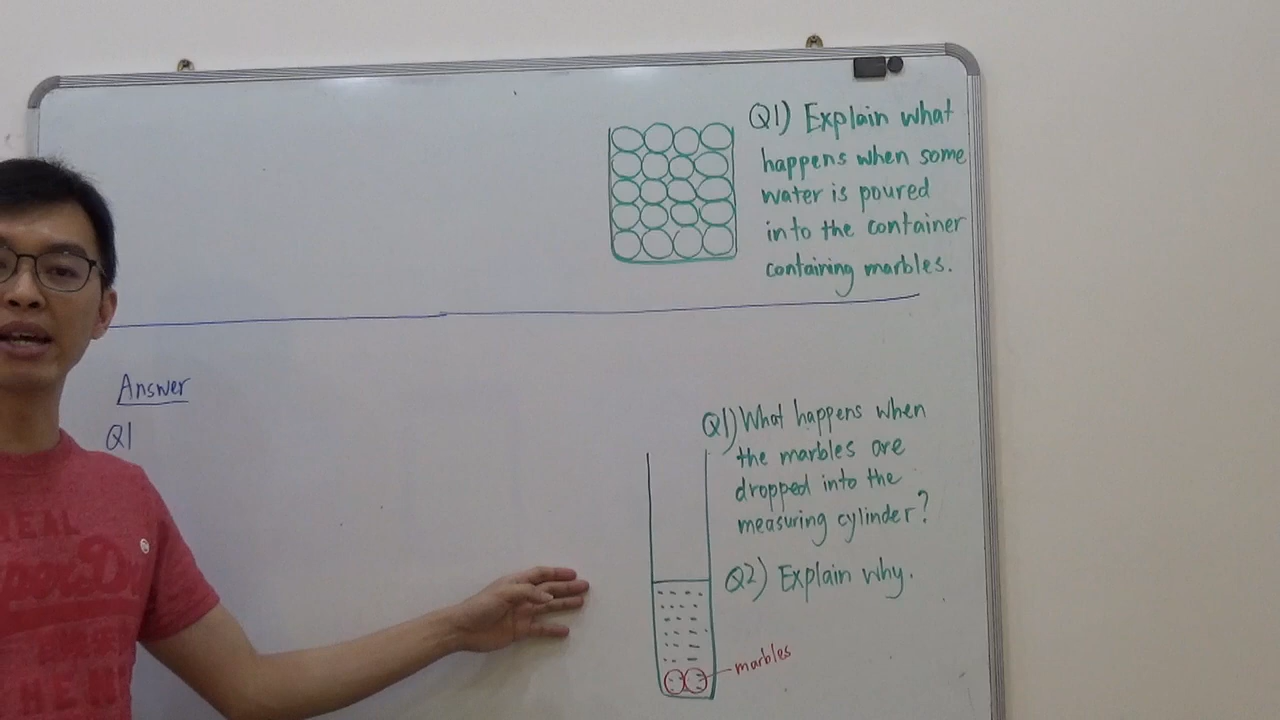 Q1) Explain what
happens when some
water is poured
into the container
containing marbles.
Answer
Q1
Q1) What happens when
the marbles are
dropped into the
measuring cylinder?
Q2) Explain why.
marbles
REAL